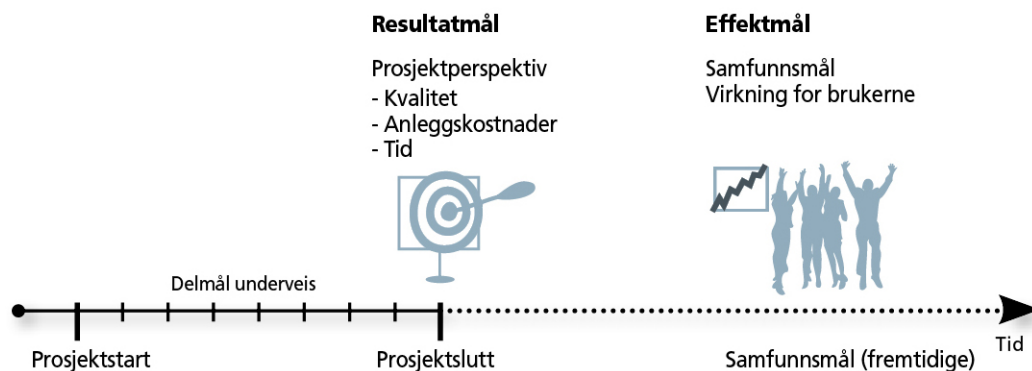 Resultatmål
Prosjektperspektiv
- Kvalitet
- Anleggskostnader
- Tid
Effektmål
Samfunnsmål
Virkning for brukerne
Delmål underveis
Prosjektstart
Prosjektslutt
Samfunnsmål (fremtidige)
Tid